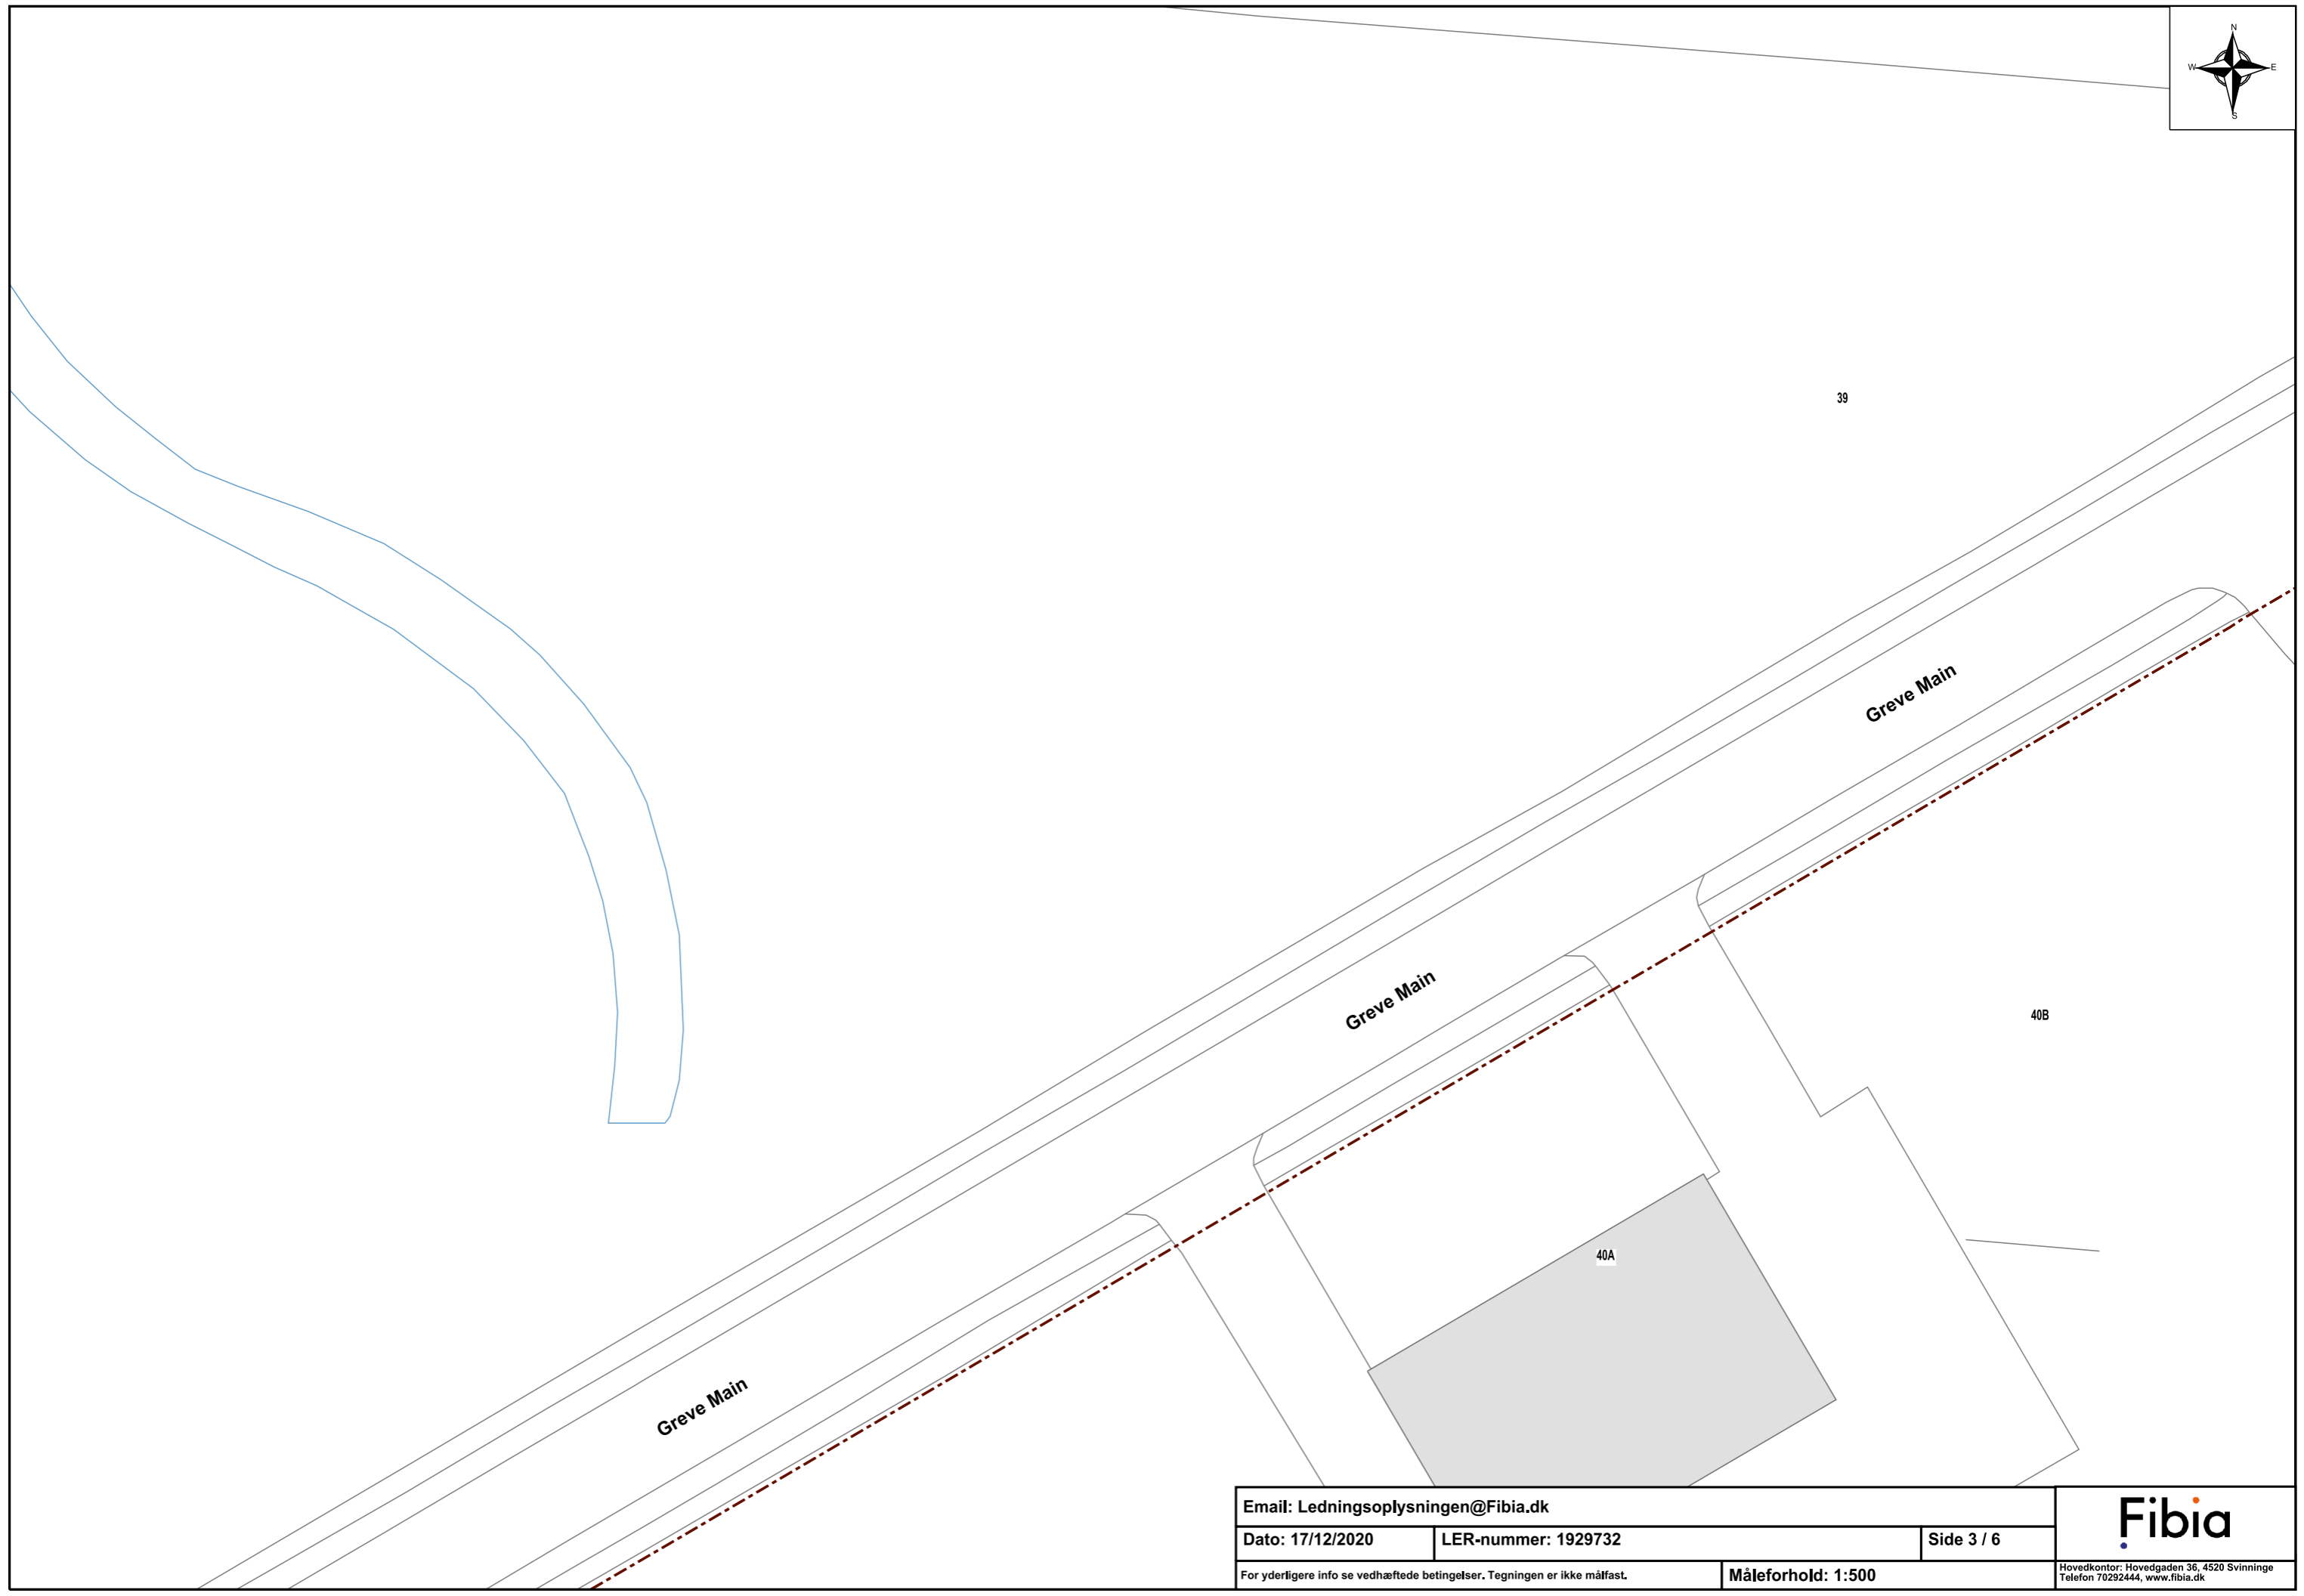 N
W E
S
39
Greve Main
Greve Main
40B
40A
Greve Main
Email: Ledningsoplysningen@Fibia.dk
Dato: 17/12/2020 LER-nummer: 1929732 Side 3 / 6
For yderligere info se vedhæftede betingelser. Tegningen er ikke målfast. Måleforhold: 1:500
Fibia
Hovedkontor: Hovedgaden 36, 4520 Svinninge
Telefon 70292444, www.fibia.dk